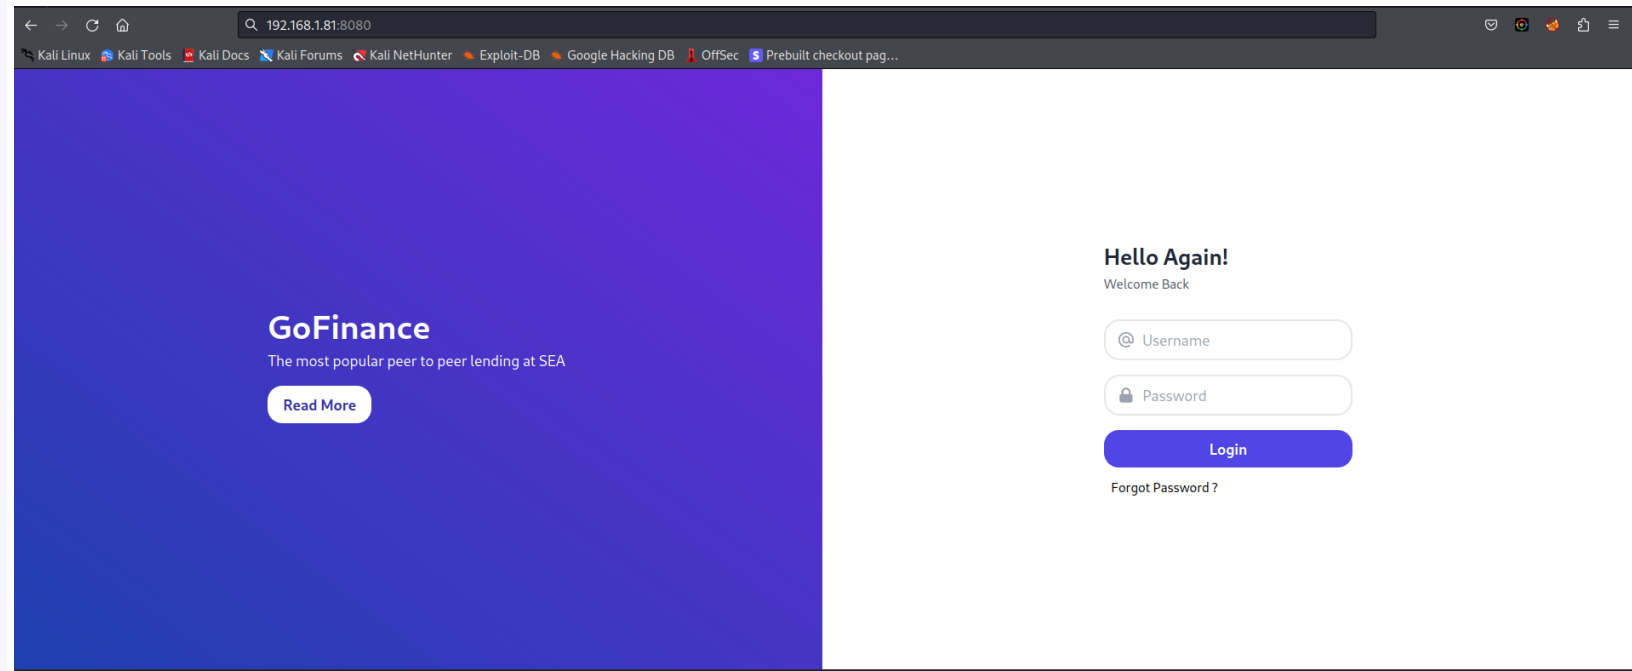 192.168.1.81:8080
Kali Linux Kali Tools Kali Docs Kali Forums Kali NetHunter Exploit-DB Google Hacking DB OffSec S Prebuilt checkout pag...
GoFinance
The most popular peer to peer lending at SEA
Read More
Hello Again!
Welcome Back
@ Username
Password
Login
Forgot Password ?